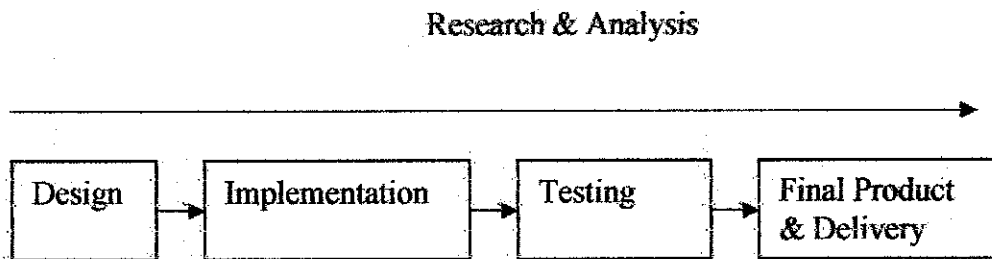 Research & Analysis
Design
Implementation
Testing
Final Product
& Delivery